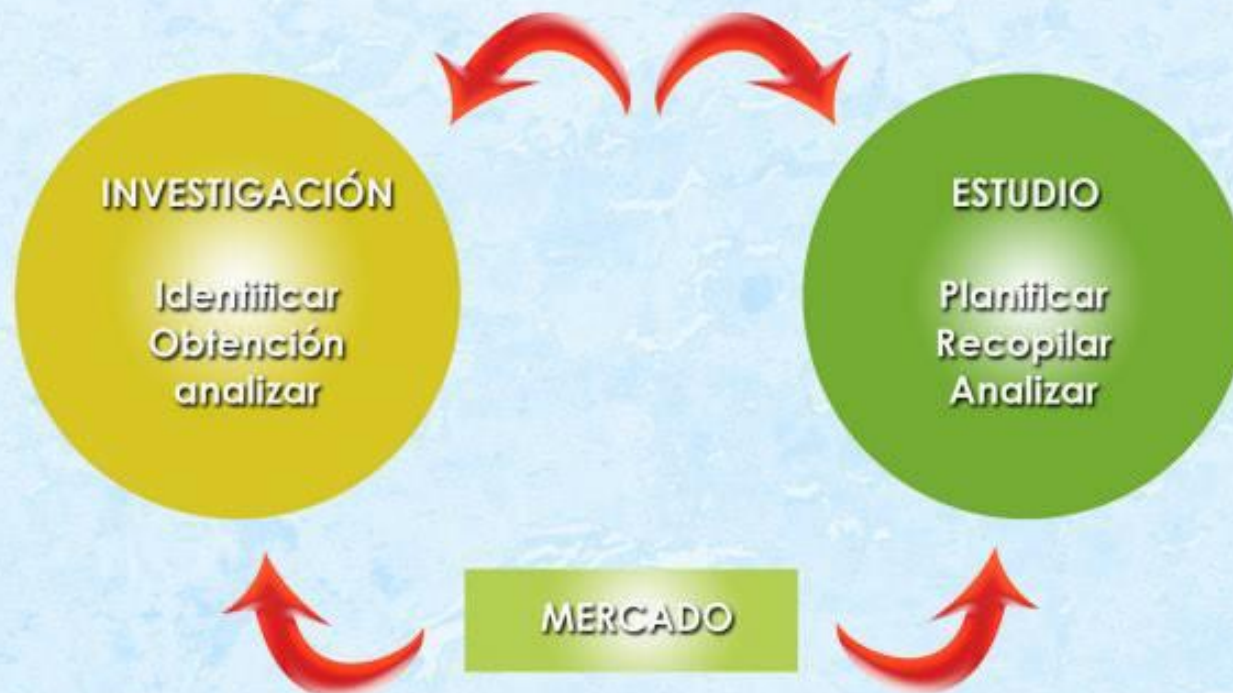 INVESTIGACIÓN
Identificar
Obtención
analizar
ESTUDIO
Planificar
Recopilar
Analizar
MERCADO